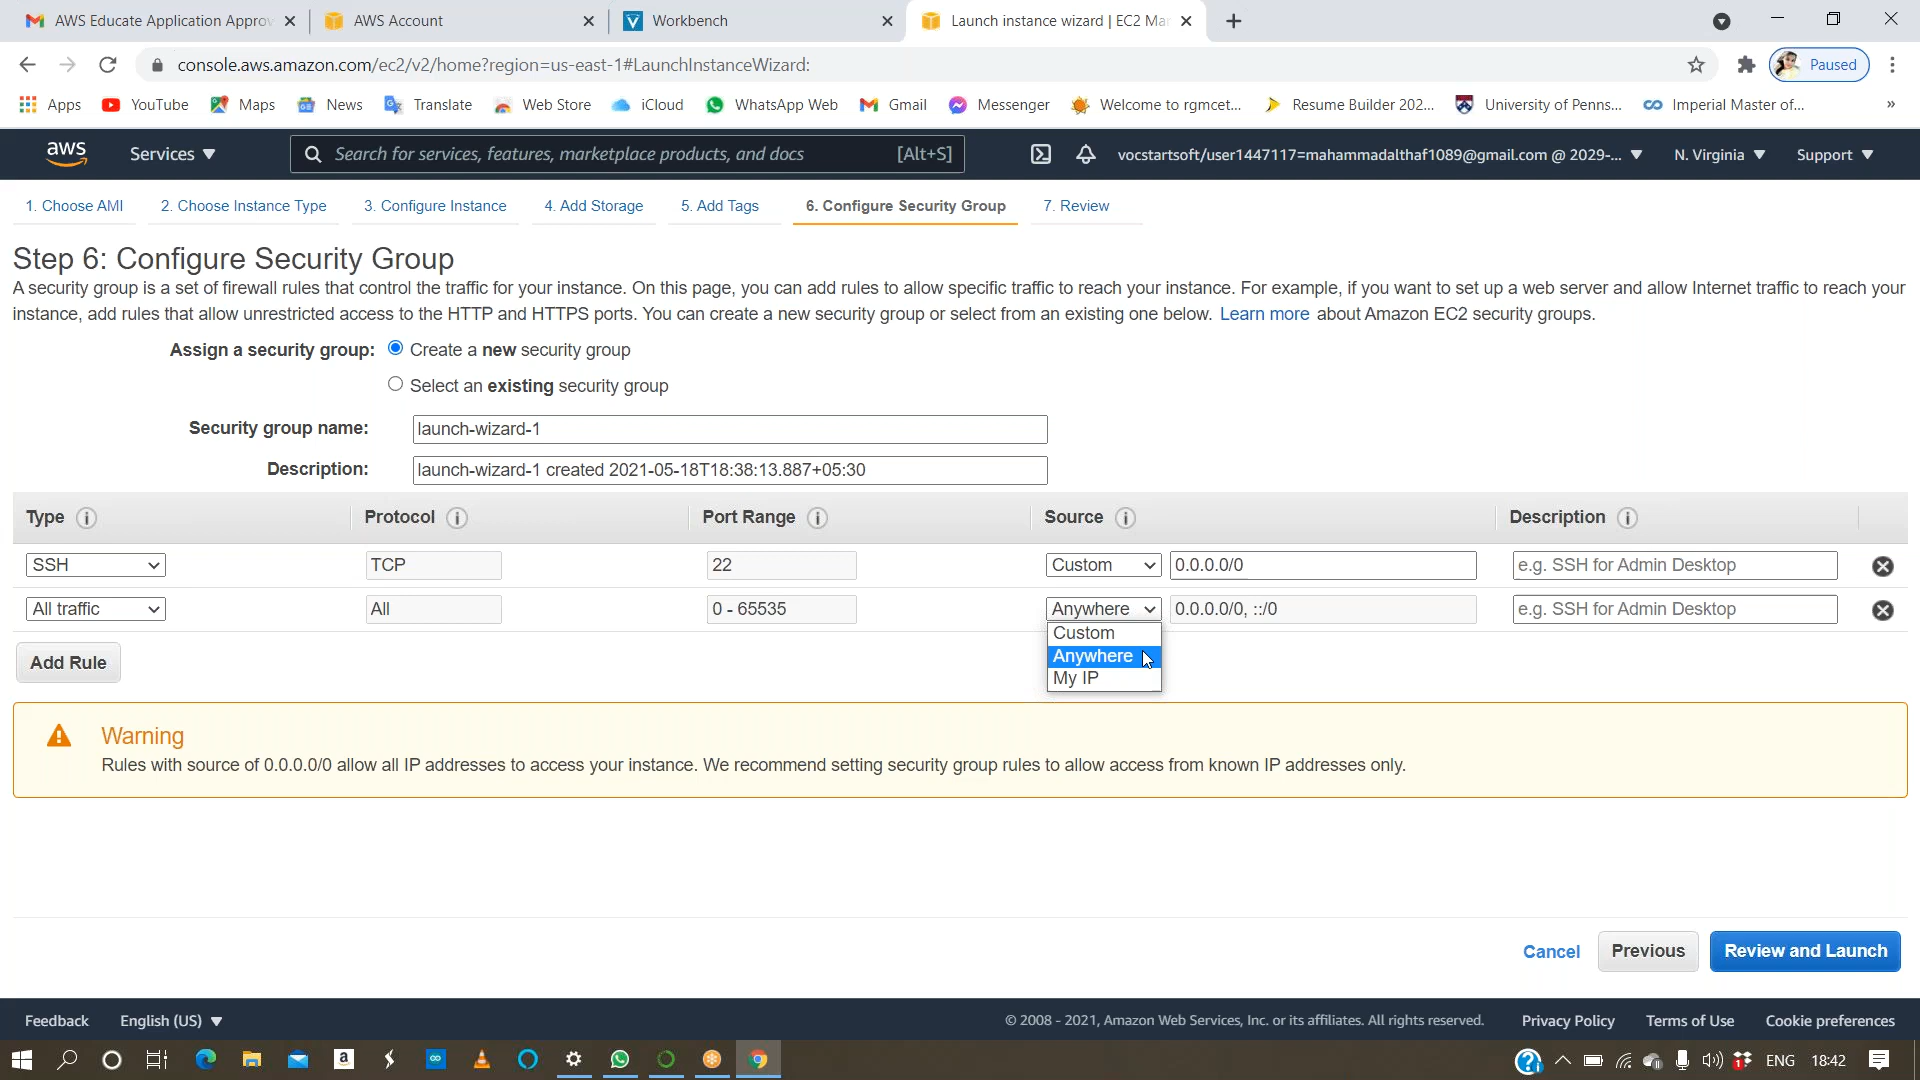 AWS Educate Application Approv
AWS Account
Workbench
Launch instance wizard | EC2 Ma
console.aws.amazon.com/ec2/v2/home?region=us-east-1#LaunchInstanceWizard:
Paused
Apps YouTube Maps News Translate Web Store iCloud WhatsApp Web Gmail Messenger Welcome to rgmcet... Resume Builder 202... University of Penns... Imperial Master of... »
aws Services Search for services, features, marketplace products, and docs [Alt+S] vocstartsoft/user1447117=mahammadalthaf1089@gmail.com @ 2029-... N. Virginia Support
1. Choose AMI 2. Choose Instance Type 3. Configure Instance 4. Add Storage 5. Add Tags 6. Configure Security Group 7. Review
Step 6: Configure Security Group
A security group is a set of firewall rules that control the traffic for your instance. On this page, you can add rules to allow specific traffic to reach your instance. For example, if you want to set up a web server and allow Internet traffic to reach your
instance, add rules that allow unrestricted access to the HTTP and HTTPS ports. You can create a new security group or select from an existing one below. Learn more about Amazon EC2 security groups.
Assign a security group: Create a new security group
Select an existing security group
Security group name: launch-wizard-1
Description: launch-wizard-1 created 2021-05-18T18:38:13.887+05:30
Type i Protocol i Port Range i Source i Description i
SSH TCP 22 Custom 0.0.0.0/0 e.g. SSH for Admin Desktop
All traffic All 0 - 65535 Anywhere 0.0.0.0/0, ::/0 e.g. SSH for Admin Desktop
Custom
Anywhere
My IP
Add Rule
Warning
Rules with source of 0.0.0.0/0 allow all IP addresses to access your instance. We recommend setting security group rules to allow access from known IP addresses only.
Cancel Previous Review and Launch
Feedback English (US) © 2008 - 2021, Amazon Web Services, Inc. or its affiliates. All rights reserved. Privacy Policy Terms of Use Cookie preferences
ENG 18:42